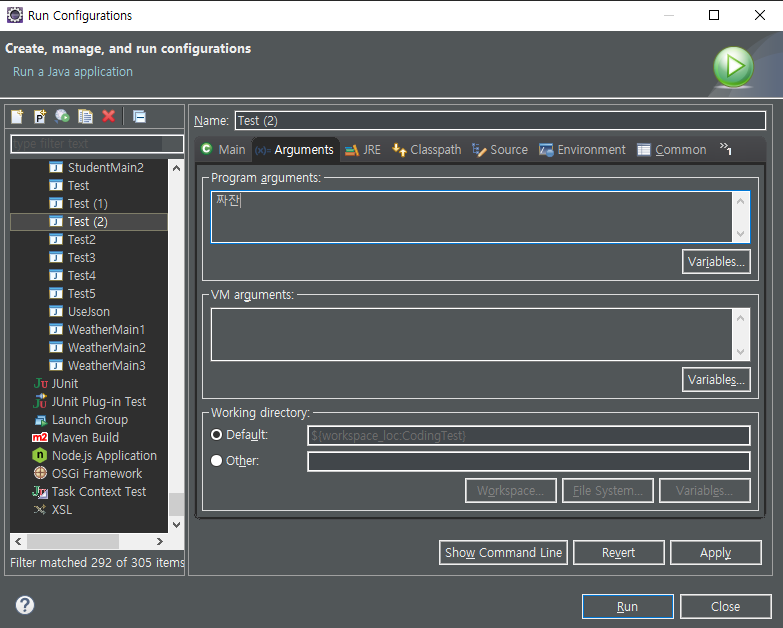 Run Configurations
Create, manage, and run configurations
Run a Java application
type filter text
StudentMain2
Test
Test (1)
Test (2)
Test2
Test3
Test4
Test5
UseJson
WeatherMain1
WeatherMain2
WeatherMain3
JUnit
JUnit Plug-in Test
Launch Group
Maven Build
Node.js Application
OSGi Framework
Task Context Test
XSL
Filter matched 292 of 305 items
Name: Test (2)
Main Arguments JRE Classpath Source Environment Common »1
Program arguments:
짜잔
Variables...
VM arguments:
Variables...
Working directory:
Default: ${workspace_loc:CodingTest}
Other:
Workspace... File System... Variables...
Show Command Line Revert Apply
Run Close